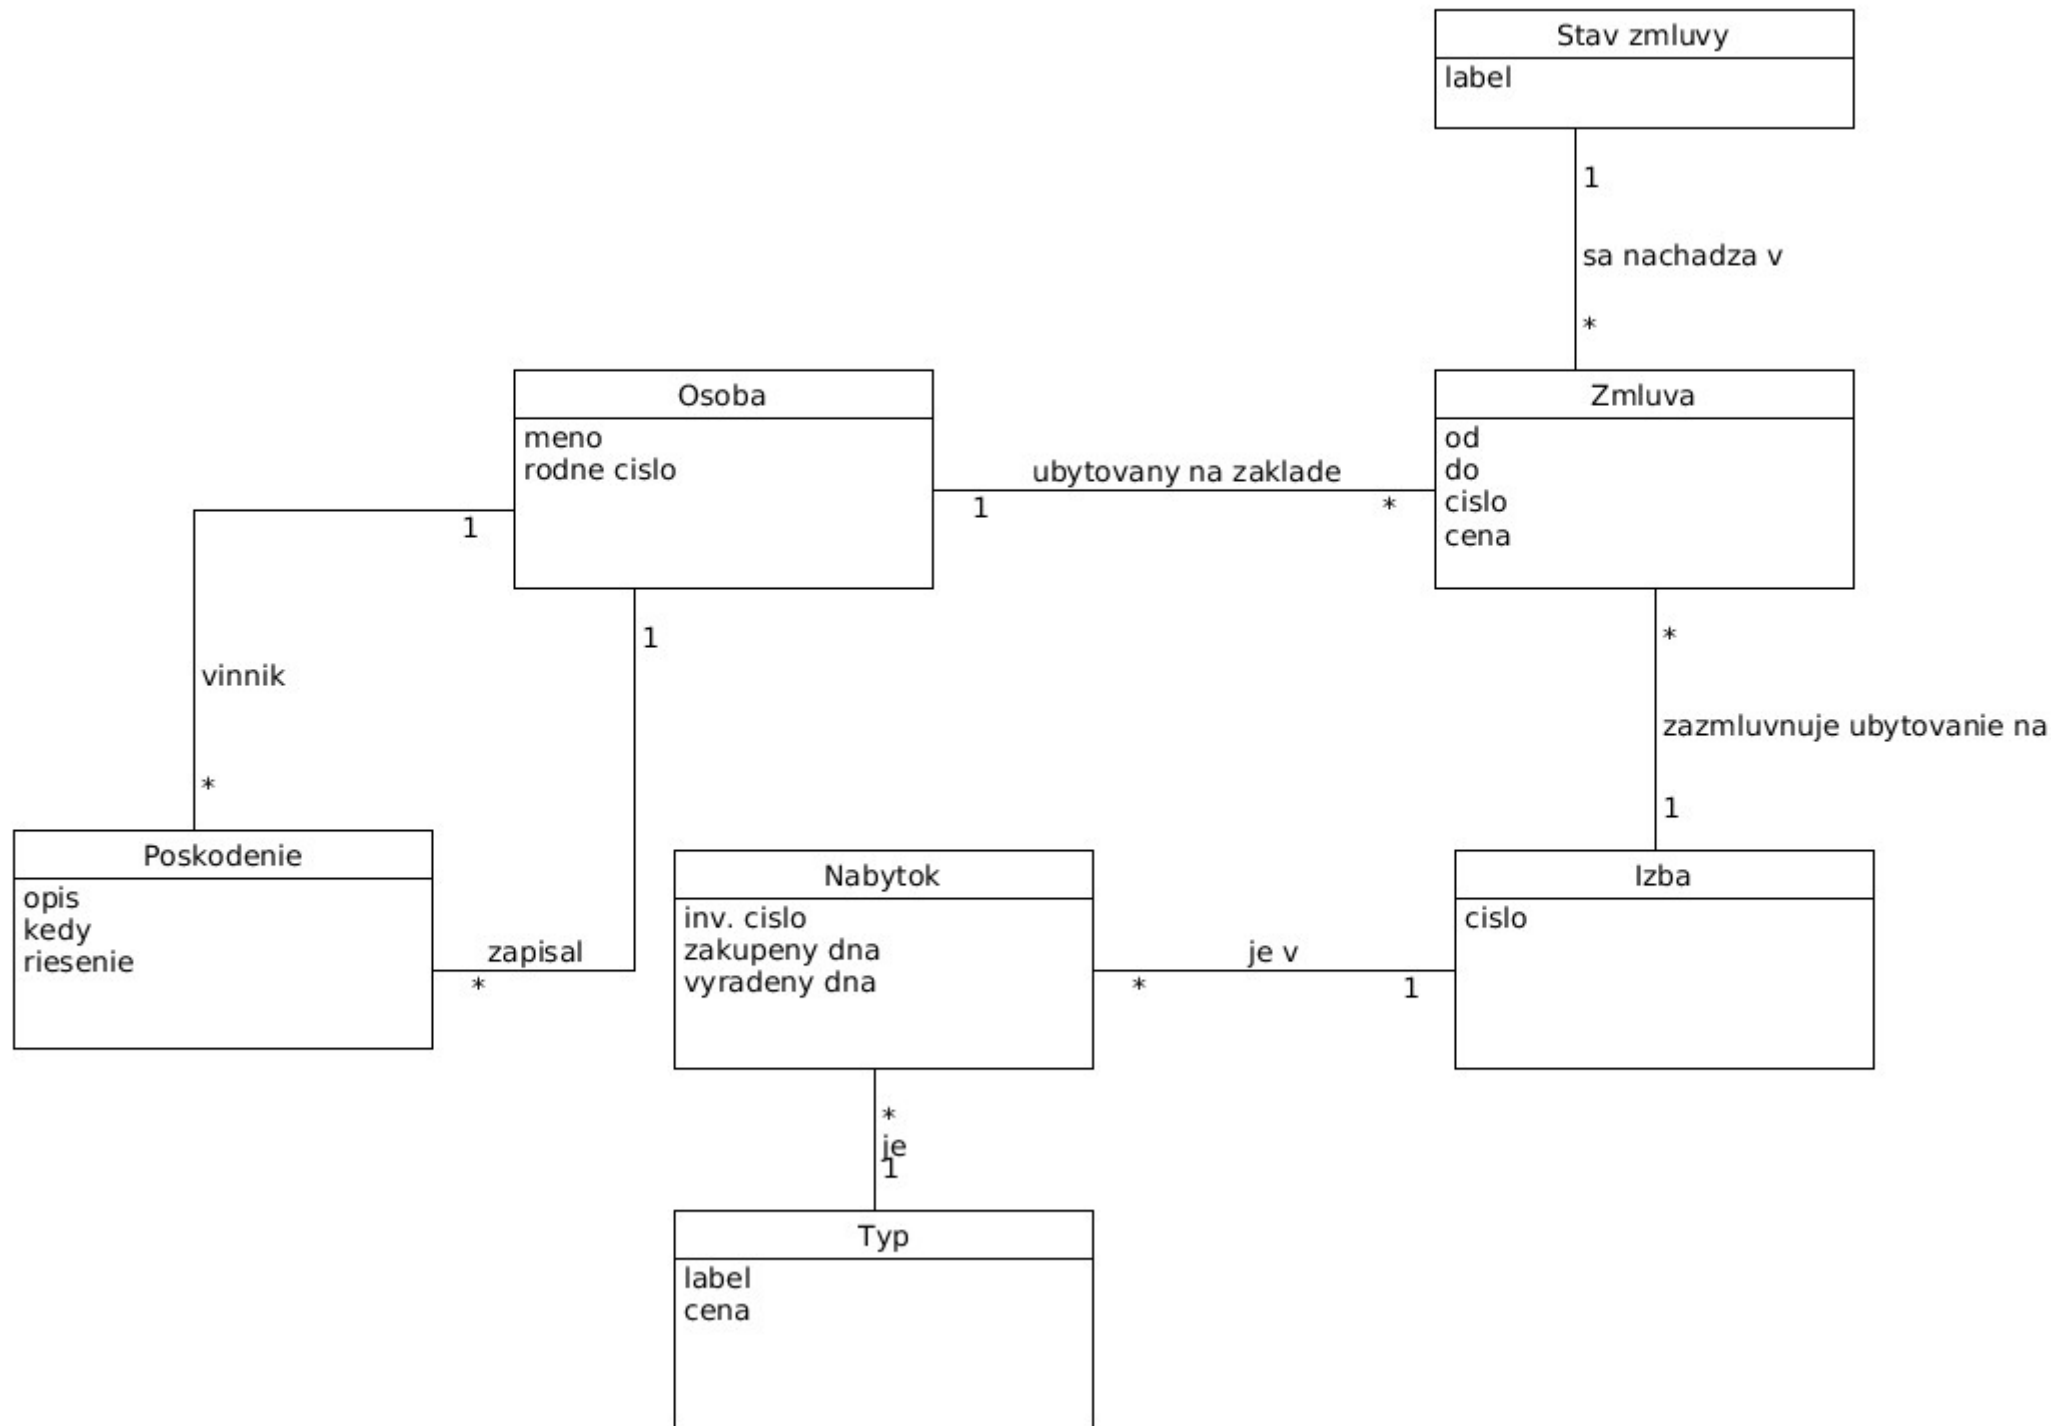 Stav zmluvy
label
1
sa nachadza v
*
Osoba
meno
rodne cislo
ubytovany na zaklade
1
*
Zmluva
od
do
cislo
cena
1
vinnik
*
1
*
zazmluvnuje ubytovanie na
1
Poskodenie
opis
kedy
riesenie
zapisal
*
Nabytok
inv. cislo
zakupeny dna
vyradeny dna
je v
*
1
Izba
cislo
*
je
1
Typ
label
cena